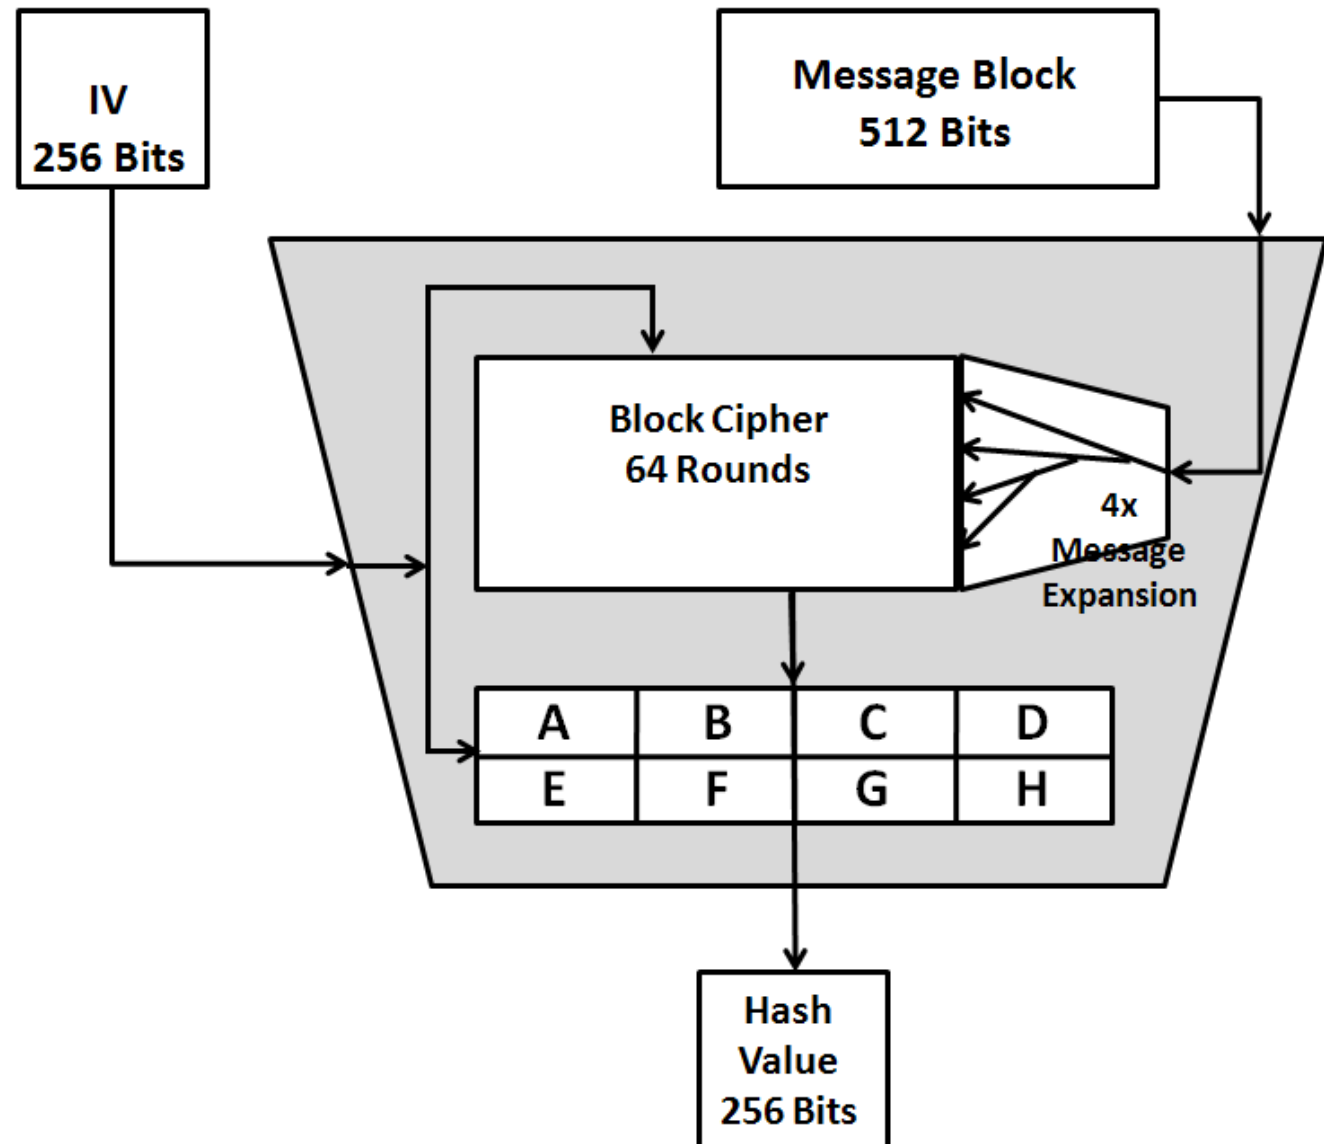 IV
256 Bits
Message Block
512 Bits
Block Cipher
64 Rounds
4x
Message
Expansion
A B C D
E F G H
Hash
Value
256 Bits